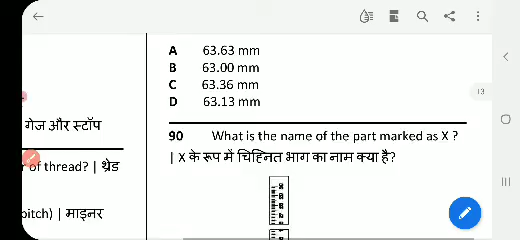 A 63.63 mm
B 63.00 mm
C 63.36 mm
D 63.13 mm
13
गेज और स्टॉप
of thread? | थ्रेड
pitch) | माइनर
90 What is the name of the part marked as X ?
| X के रूप में चिह्नित भाग का नाम क्या है?